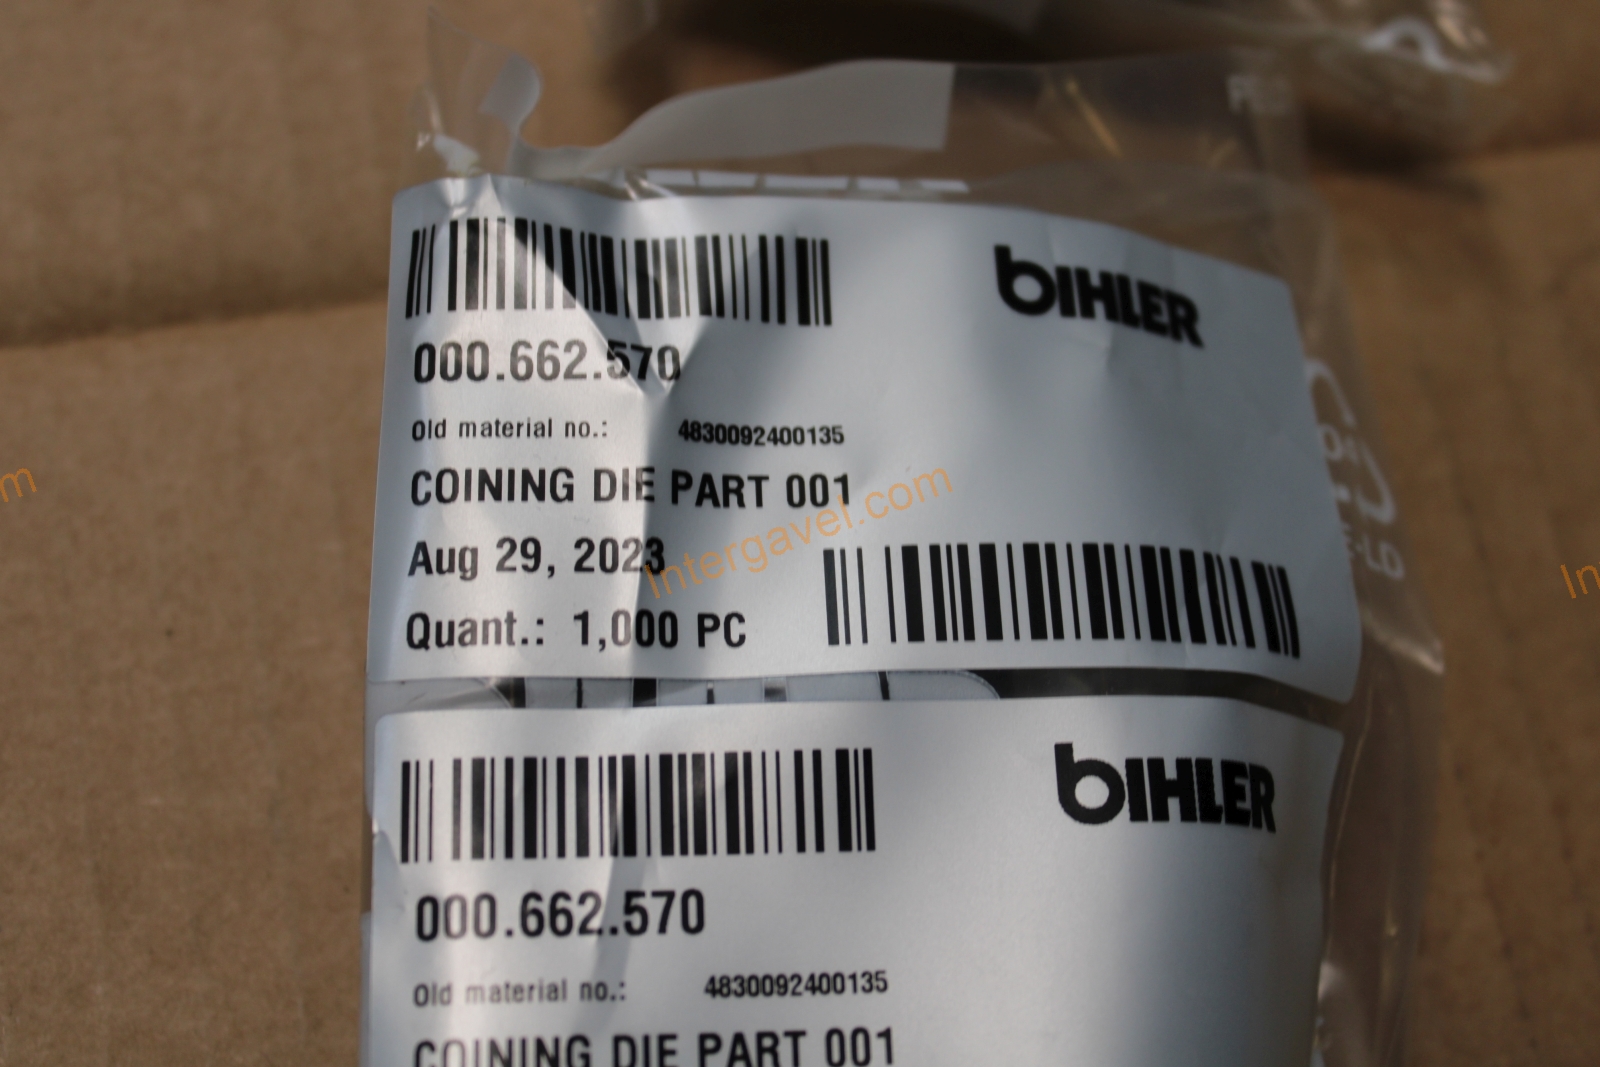 bihler
000.662.570
Old material no.: 4830092400135
COINING DIE PART 001
Aug 29, 2023
Quant.: 1,000 PC
bihler
000.662.570
Old material no.: 4830092400135
COINING DIE PART 001
Intergavel.com